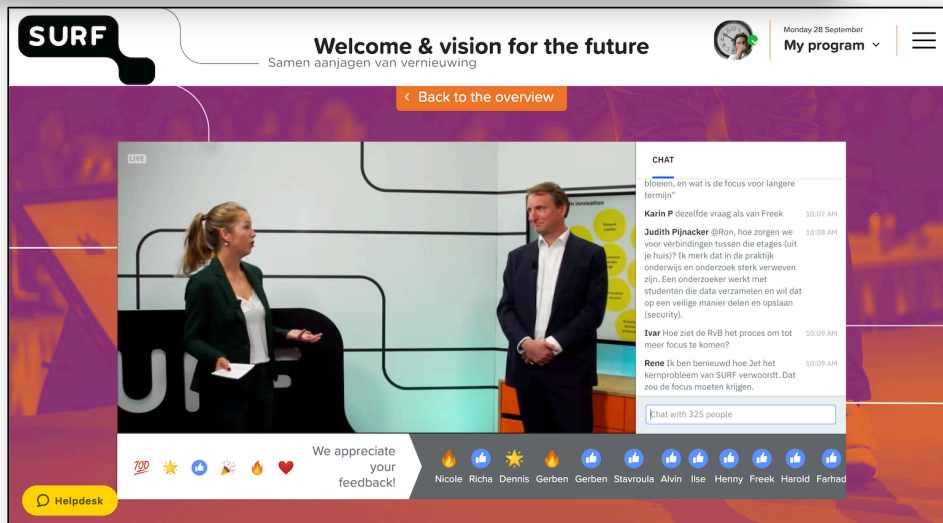 SURF
Welcome & vision for the future
Samen aanjagen van vernieuwing
Monday 28 September
My program
Back to the overview
LIVE
innovation
CHAT
bloeien, en wat is de focus voor langere
termijn"
Karin P dezelfde vraag als van Freek 10:07 AM
Judith Pijnacker @Ron, hoe zorgen we 10:08 AM
voor verbindingen tussen die etages (uit
je huis)? Ik merk dat in de praktijk
onderwijs en onderzoek sterk verweven
zijn. Een onderzoeker werkt met
studenten die data verzamelen en wil dat
op een veilige manier delen en opslaan
(security).
Ivar Hoe ziet de RvB het proces om tot 10:09 AM
meer focus te komen?
Rene Ik ben benieuwd hoe Jet het 10:09 AM
kernprobleem van SURF verwoordt. Dat
zou de focus moeten krijgen.
Chat with 325 people
100
We appreciate
your
feedback!
Nicole Richa Dennis Gerben Gerben Stavroula Alvin Ilse Henny Freek Harold Farhad
Helpdesk